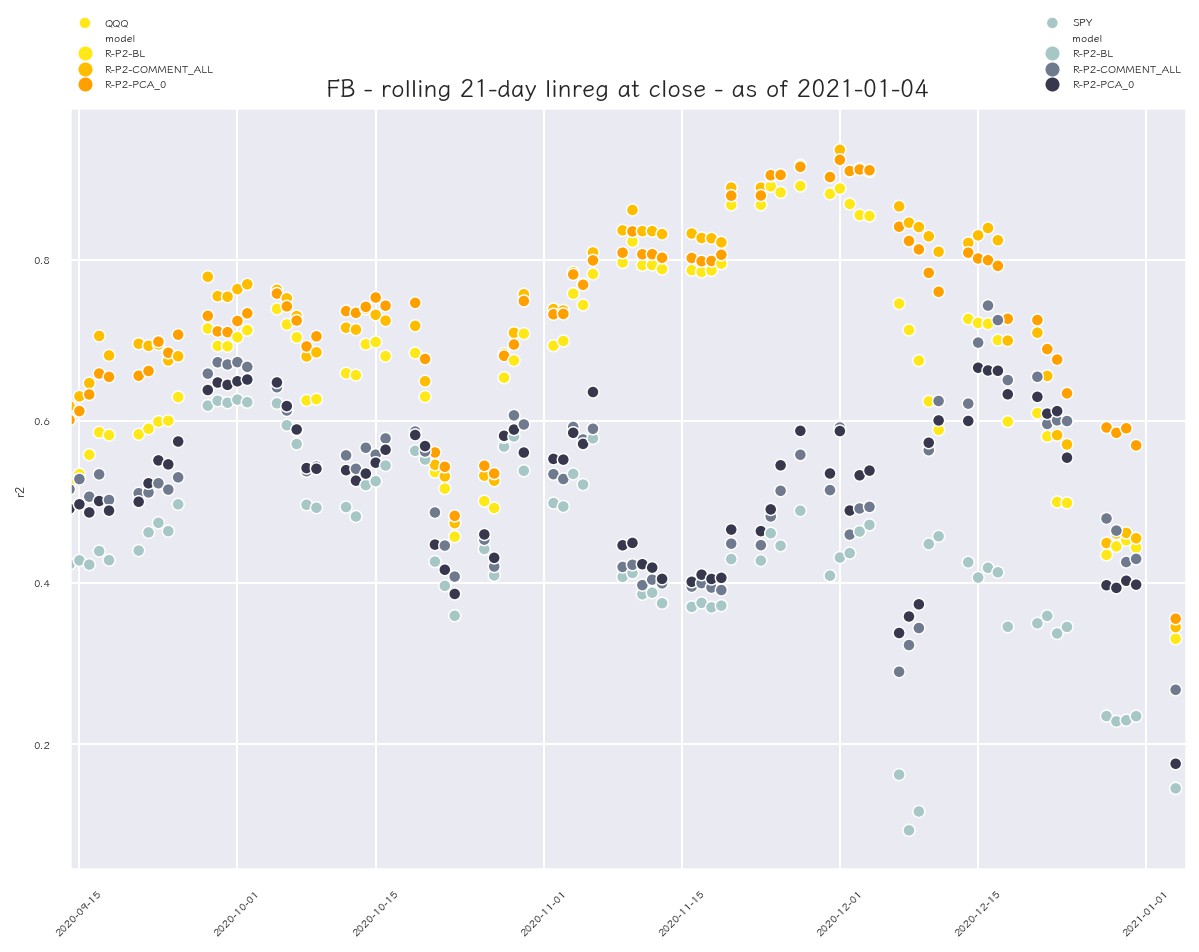 QQQ
model
R-P2-BL
R-P2-COMMENT_ALL
R-P2-PCA_0
SPY
model
R-P2-BL
R-P2-COMMENT_ALL
R-P2-PCA_0
FB - rolling 21-day linreg at close - as of 2021-01-04
r2
0.8
0.6
0.4
0.2
2020-09-15
2020-10-01
2020-10-15
2020-11-01
2020-11-15
2020-12-01
2020-12-15
2021-01-01